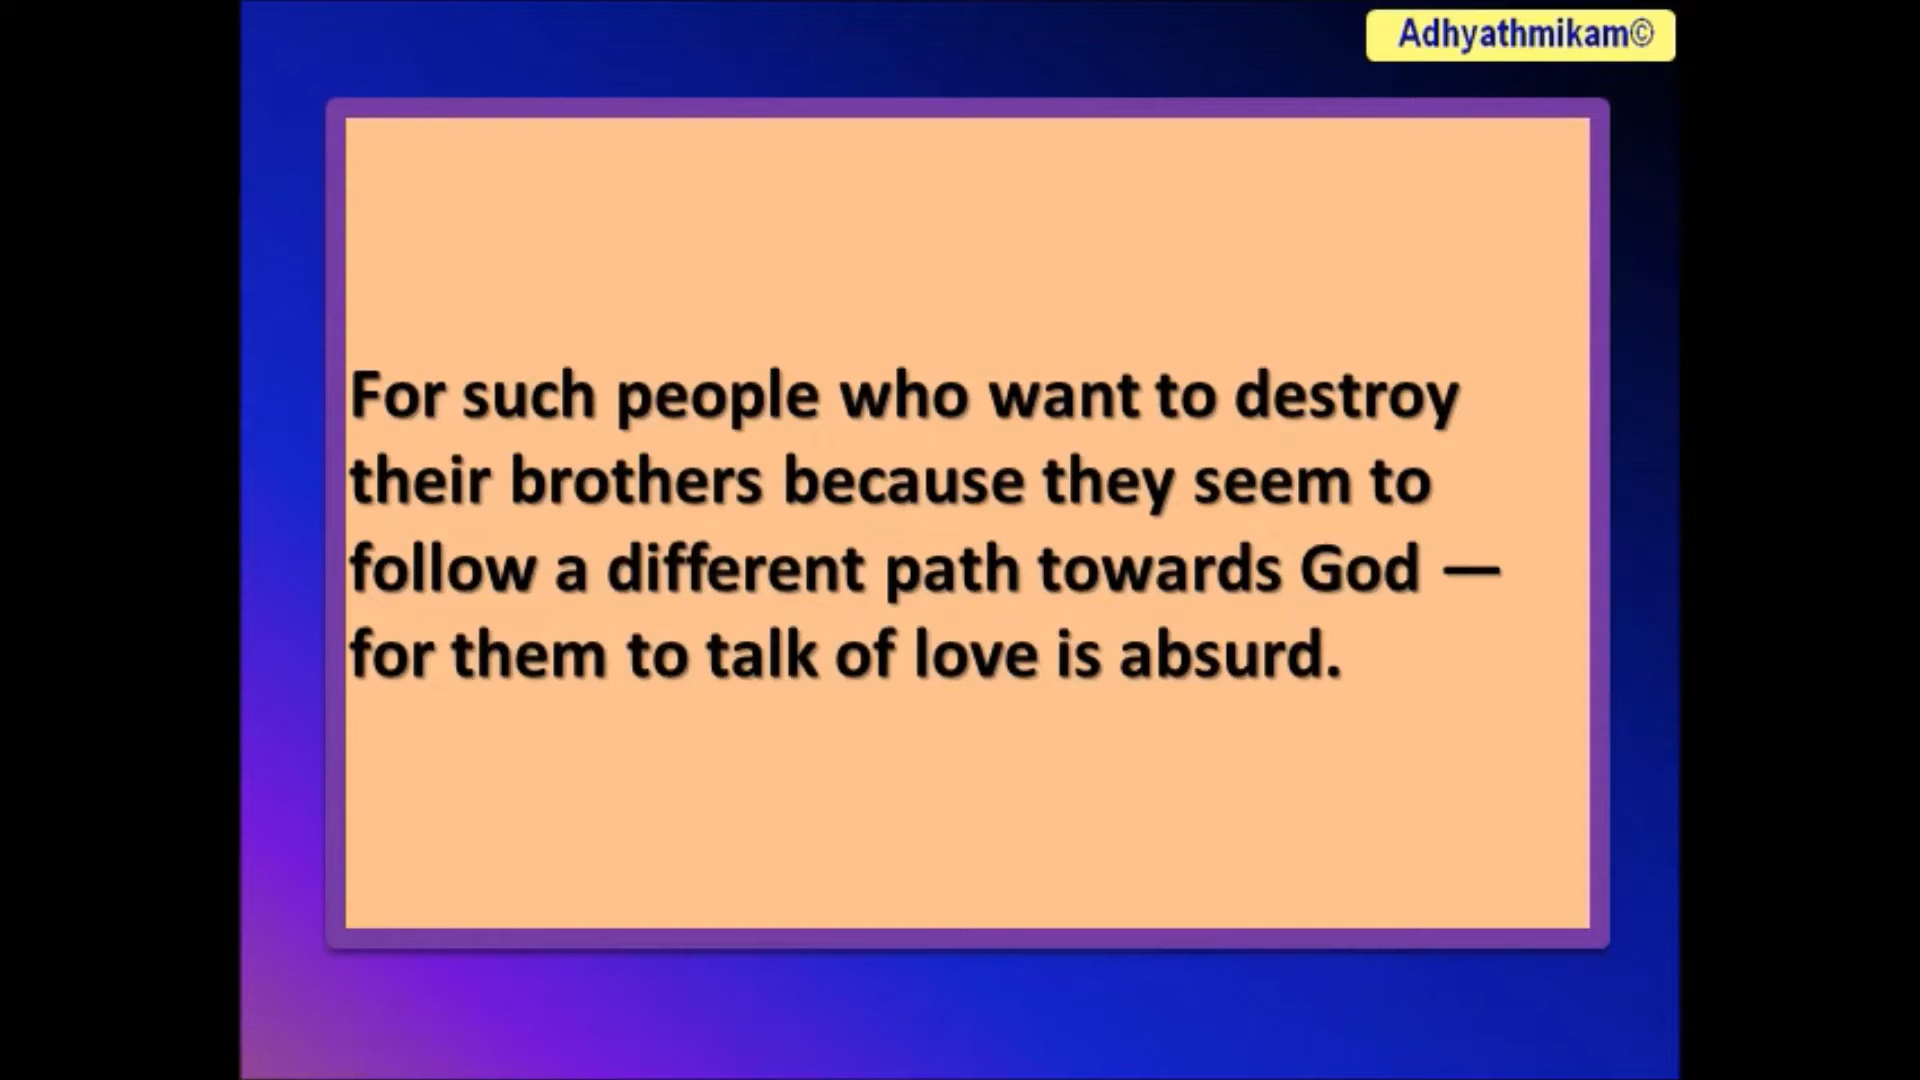 Adhyathmikam©
For such people who want to destroy
their brothers because they seem to
follow a different path towards God —
for them to talk of love is absurd.